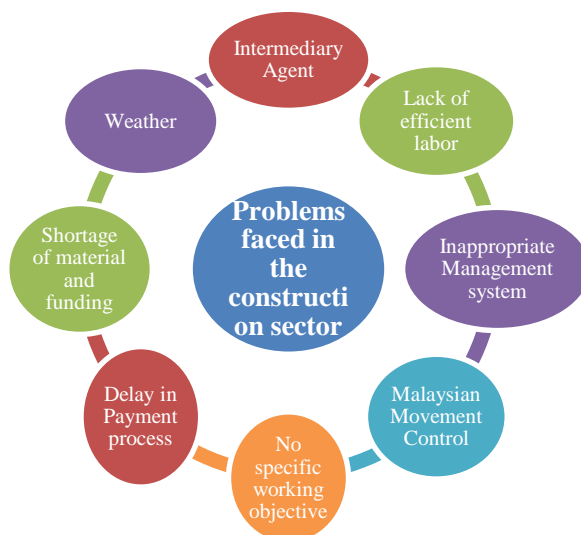 Intermediary
Agent
Lack of
efficient
labor
Inappropriate
Management
system
Malaysian
Movement
Control
No
specific
working
objective
Delay in
Payment
process
Shortage
of material
and
funding
Weather
Problems
faced in
the
constructi
on sector